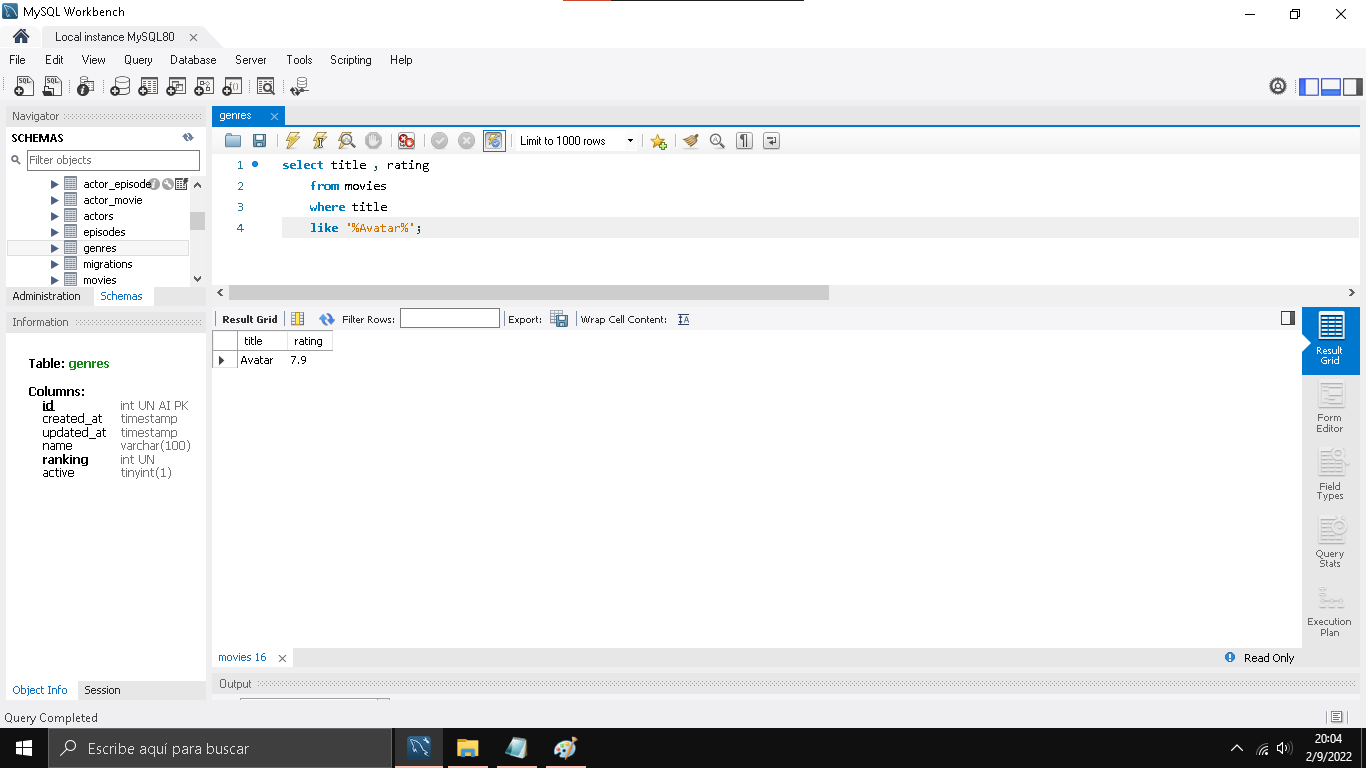 MySQL Workbench
Local instance MySQL80
File Edit View Query Database Server Tools Scripting Help
Navigator
SCHEMAS
Filter objects
actor_episode
actor_movie
actors
episodes
genres
migrations
movies
Administration Schemas
Information
Table: genres
Columns:
id int UN AI PK
created_at timestamp
updated_at timestamp
name varchar(100)
ranking int UN
active tinyint(1)
Object Info Session
genres
Limit to 1000 rows
1 select title , rating
2 from movies
3 where title
4 like '%Avatar%';
Result Grid Filter Rows: Export: Wrap Cell Content:
title rating
Avatar 7.9
Result
Grid
Form
Editor
Field
Types
Query
Stats
Execution
Plan
movies 16
Read Only
Output
Query Completed
Escribe aquí para buscar
20:04
2/9/2022